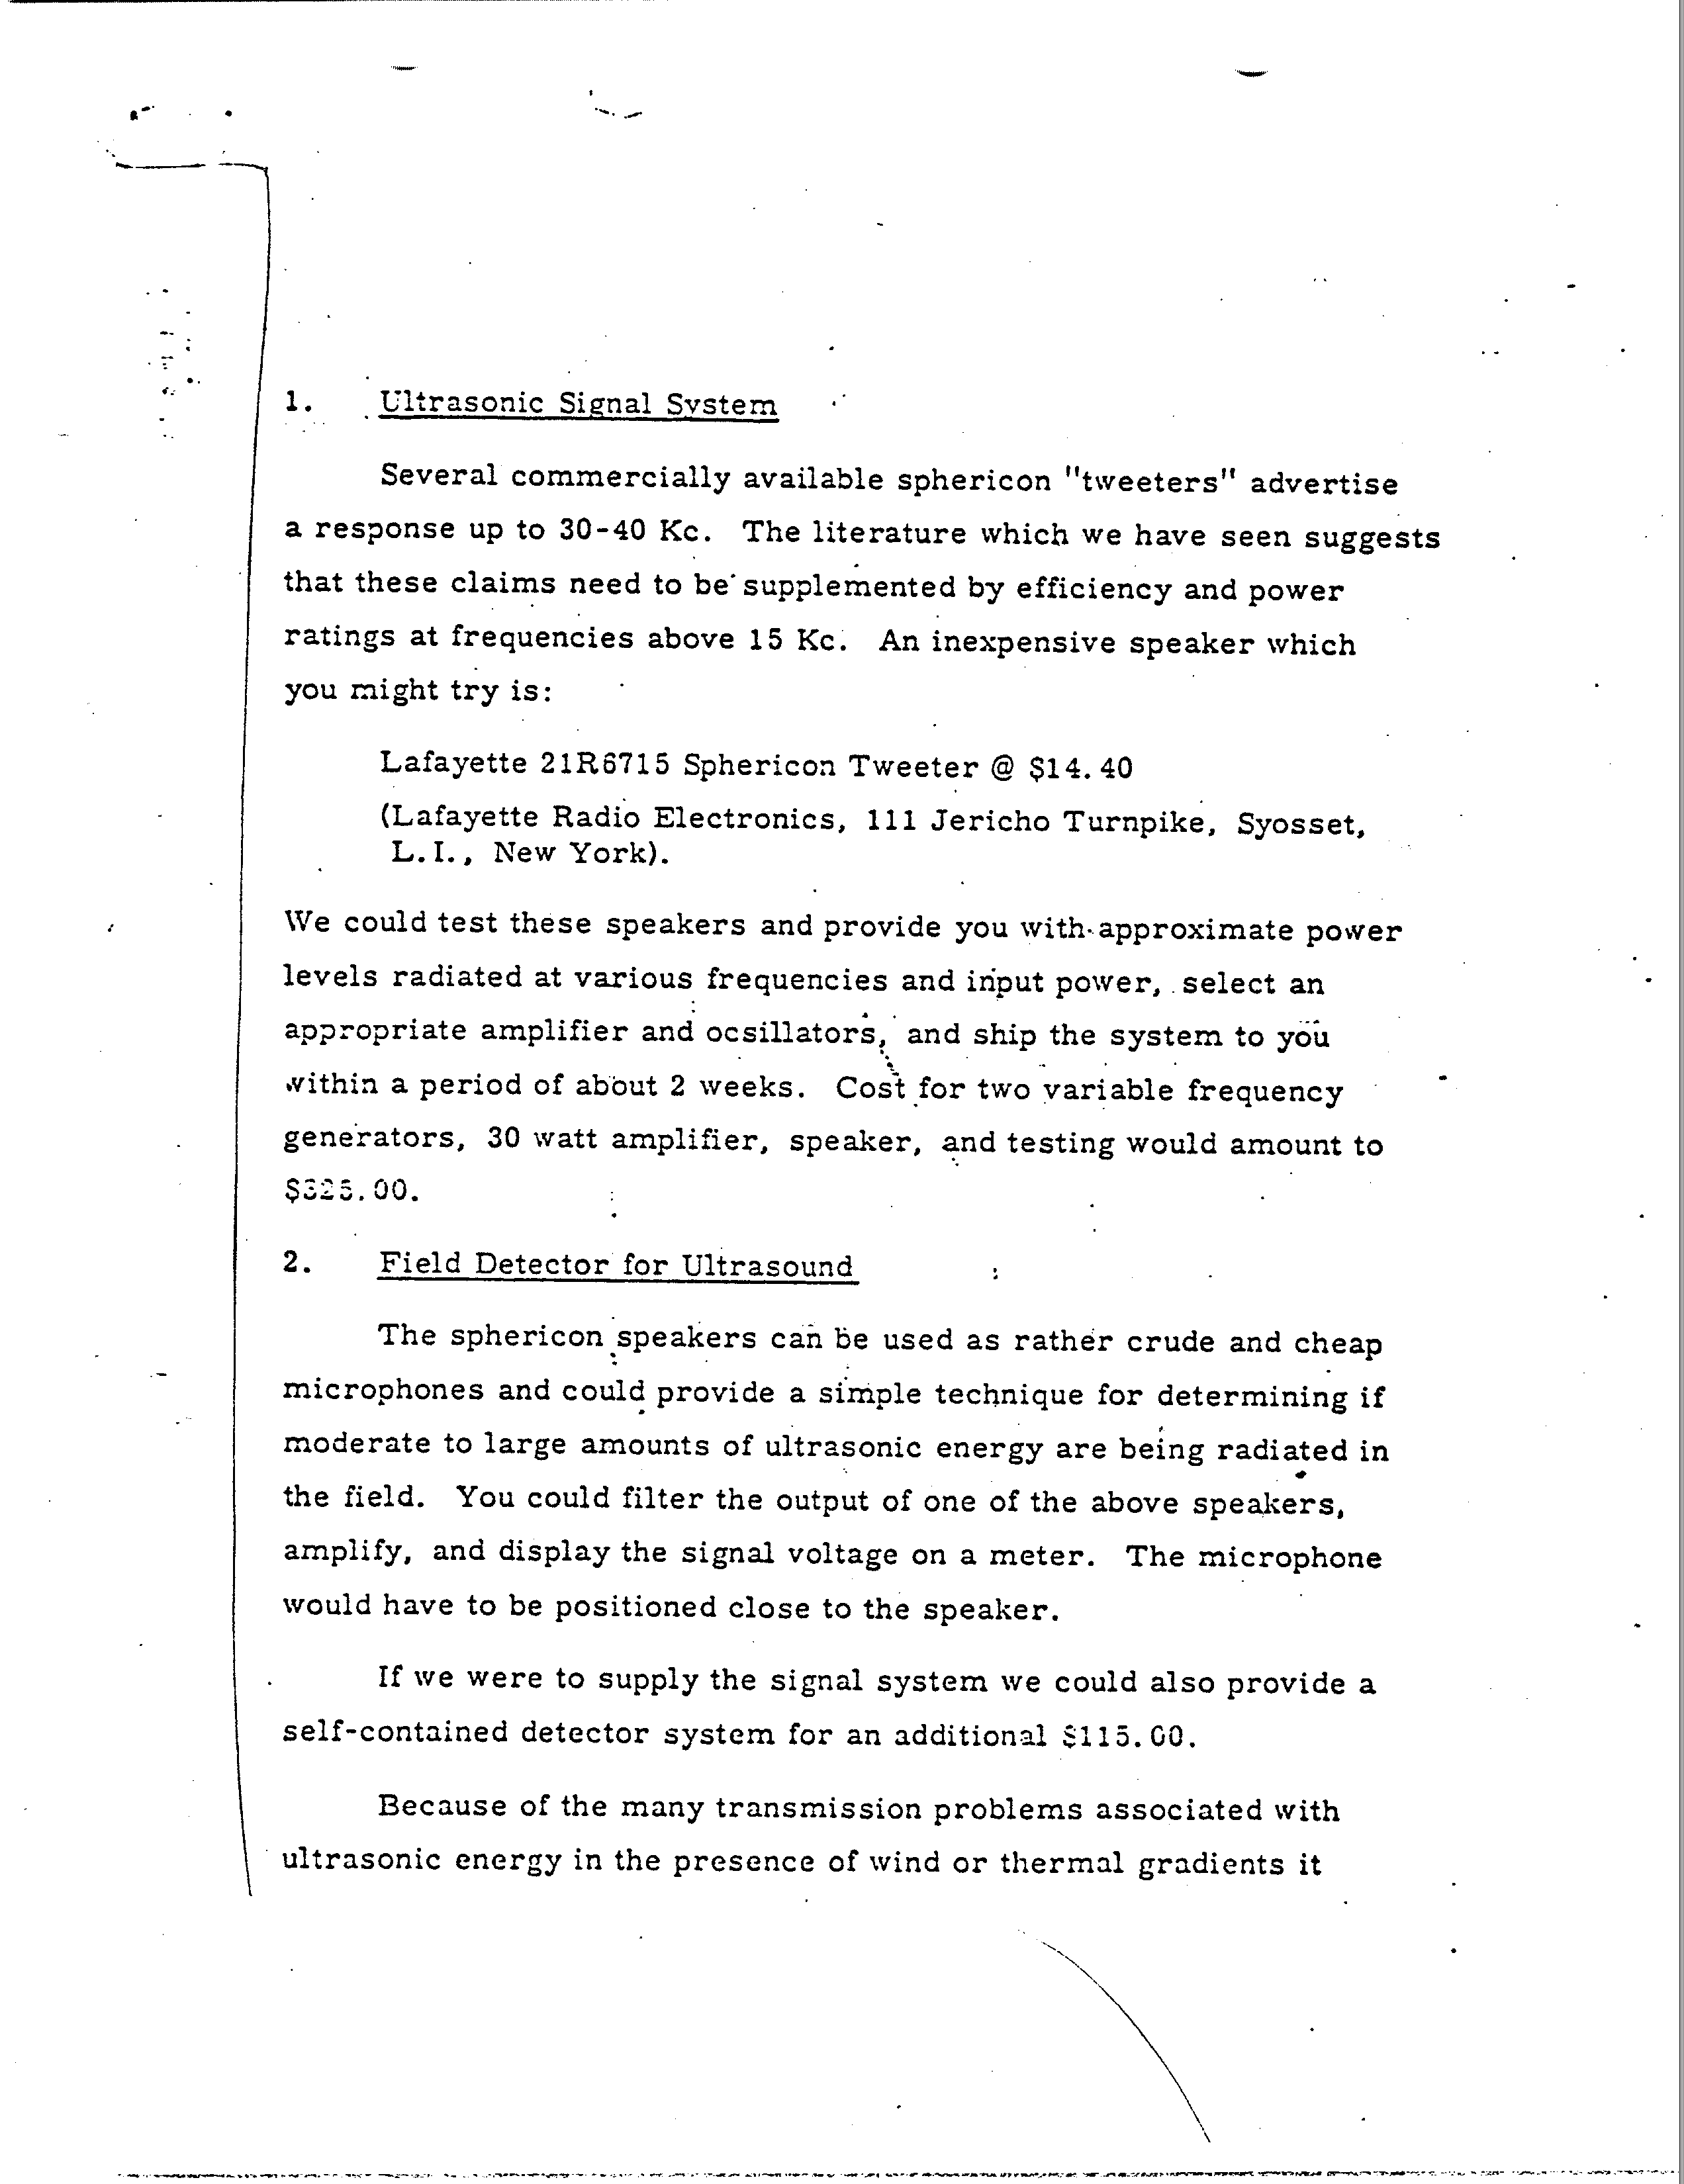 1. Ultrasonic Signal System
Several commercially available sphericon "tweeters" advertise
a response up to 30-40 Kc. The literature which we have seen suggests
that these claims need to be supplemented by efficiency and power
ratings at frequencies above 15 Kc. An inexpensive speaker which
you might try is:
Lafayette 21R6715 Sphericon Tweeter @ $14.40
(Lafayette Radio Electronics, 111 Jericho Turnpike, Syosset,
L.I., New York).
We could test these speakers and provide you with approximate power
levels radiated at various frequencies and input power, select an
appropriate amplifier and ocsillators, and ship the system to you
within a period of about 2 weeks. Cost for two variable frequency
generators, 30 watt amplifier, speaker, and testing would amount to
$325.00.
2. Field Detector for Ultrasound
The sphericon speakers can be used as rather crude and cheap
microphones and could provide a simple technique for determining if
moderate to large amounts of ultrasonic energy are being radiated in
the field. You could filter the output of one of the above speakers,
amplify, and display the signal voltage on a meter. The microphone
would have to be positioned close to the speaker.
If we were to supply the signal system we could also provide a
self-contained detector system for an additional $115.00.
Because of the many transmission problems associated with
ultrasonic energy in the presence of wind or thermal gradients it